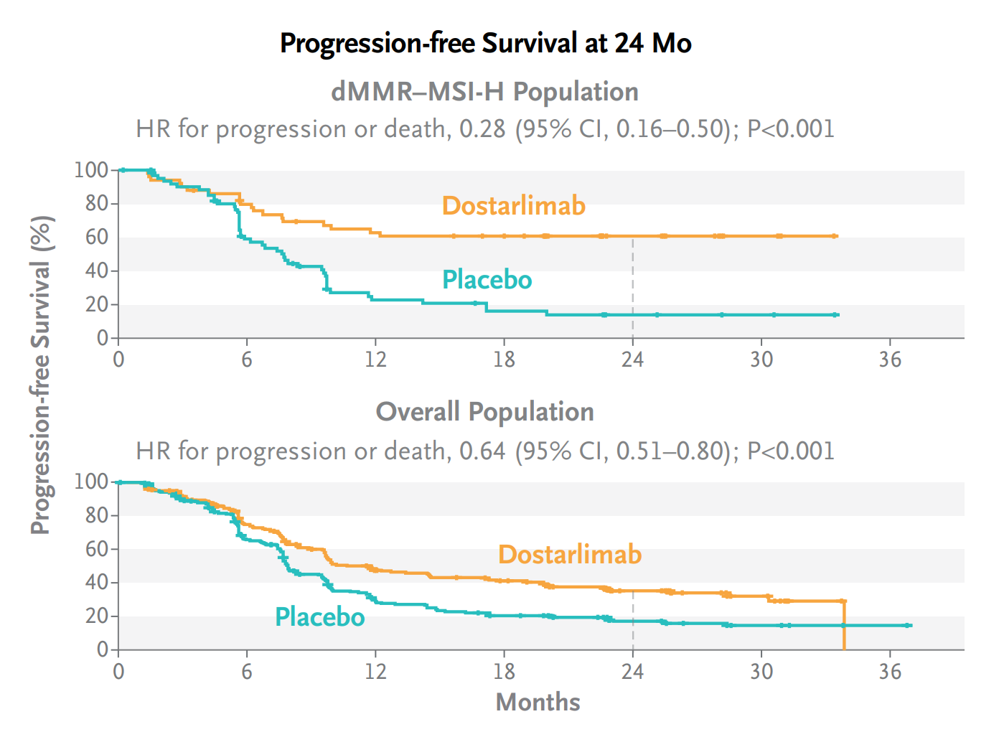 Progression-free Survival at 24 Mo
dMMR–MSI-H Population
HR for progression or death, 0.28 (95% CI, 0.16–0.50); P<0.001
Progression-free Survival (%)
100
80
60
40
20
0
Dostarlimab
Placebo
0 6 12 18 24 30 36
Overall Population
HR for progression or death, 0.64 (95% CI, 0.51–0.80); P<0.001
100
80
60
40
20
0
Dostarlimab
Placebo
0 6 12 18 24 30 36
Months